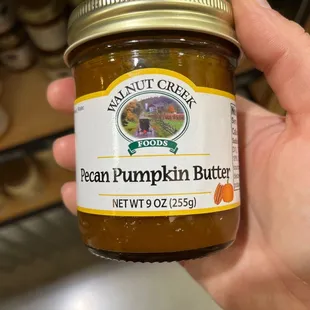 WALNUT CREEK
FOODS
Pecan Pumpkin Butter
NET WT 9 OZ (255g)